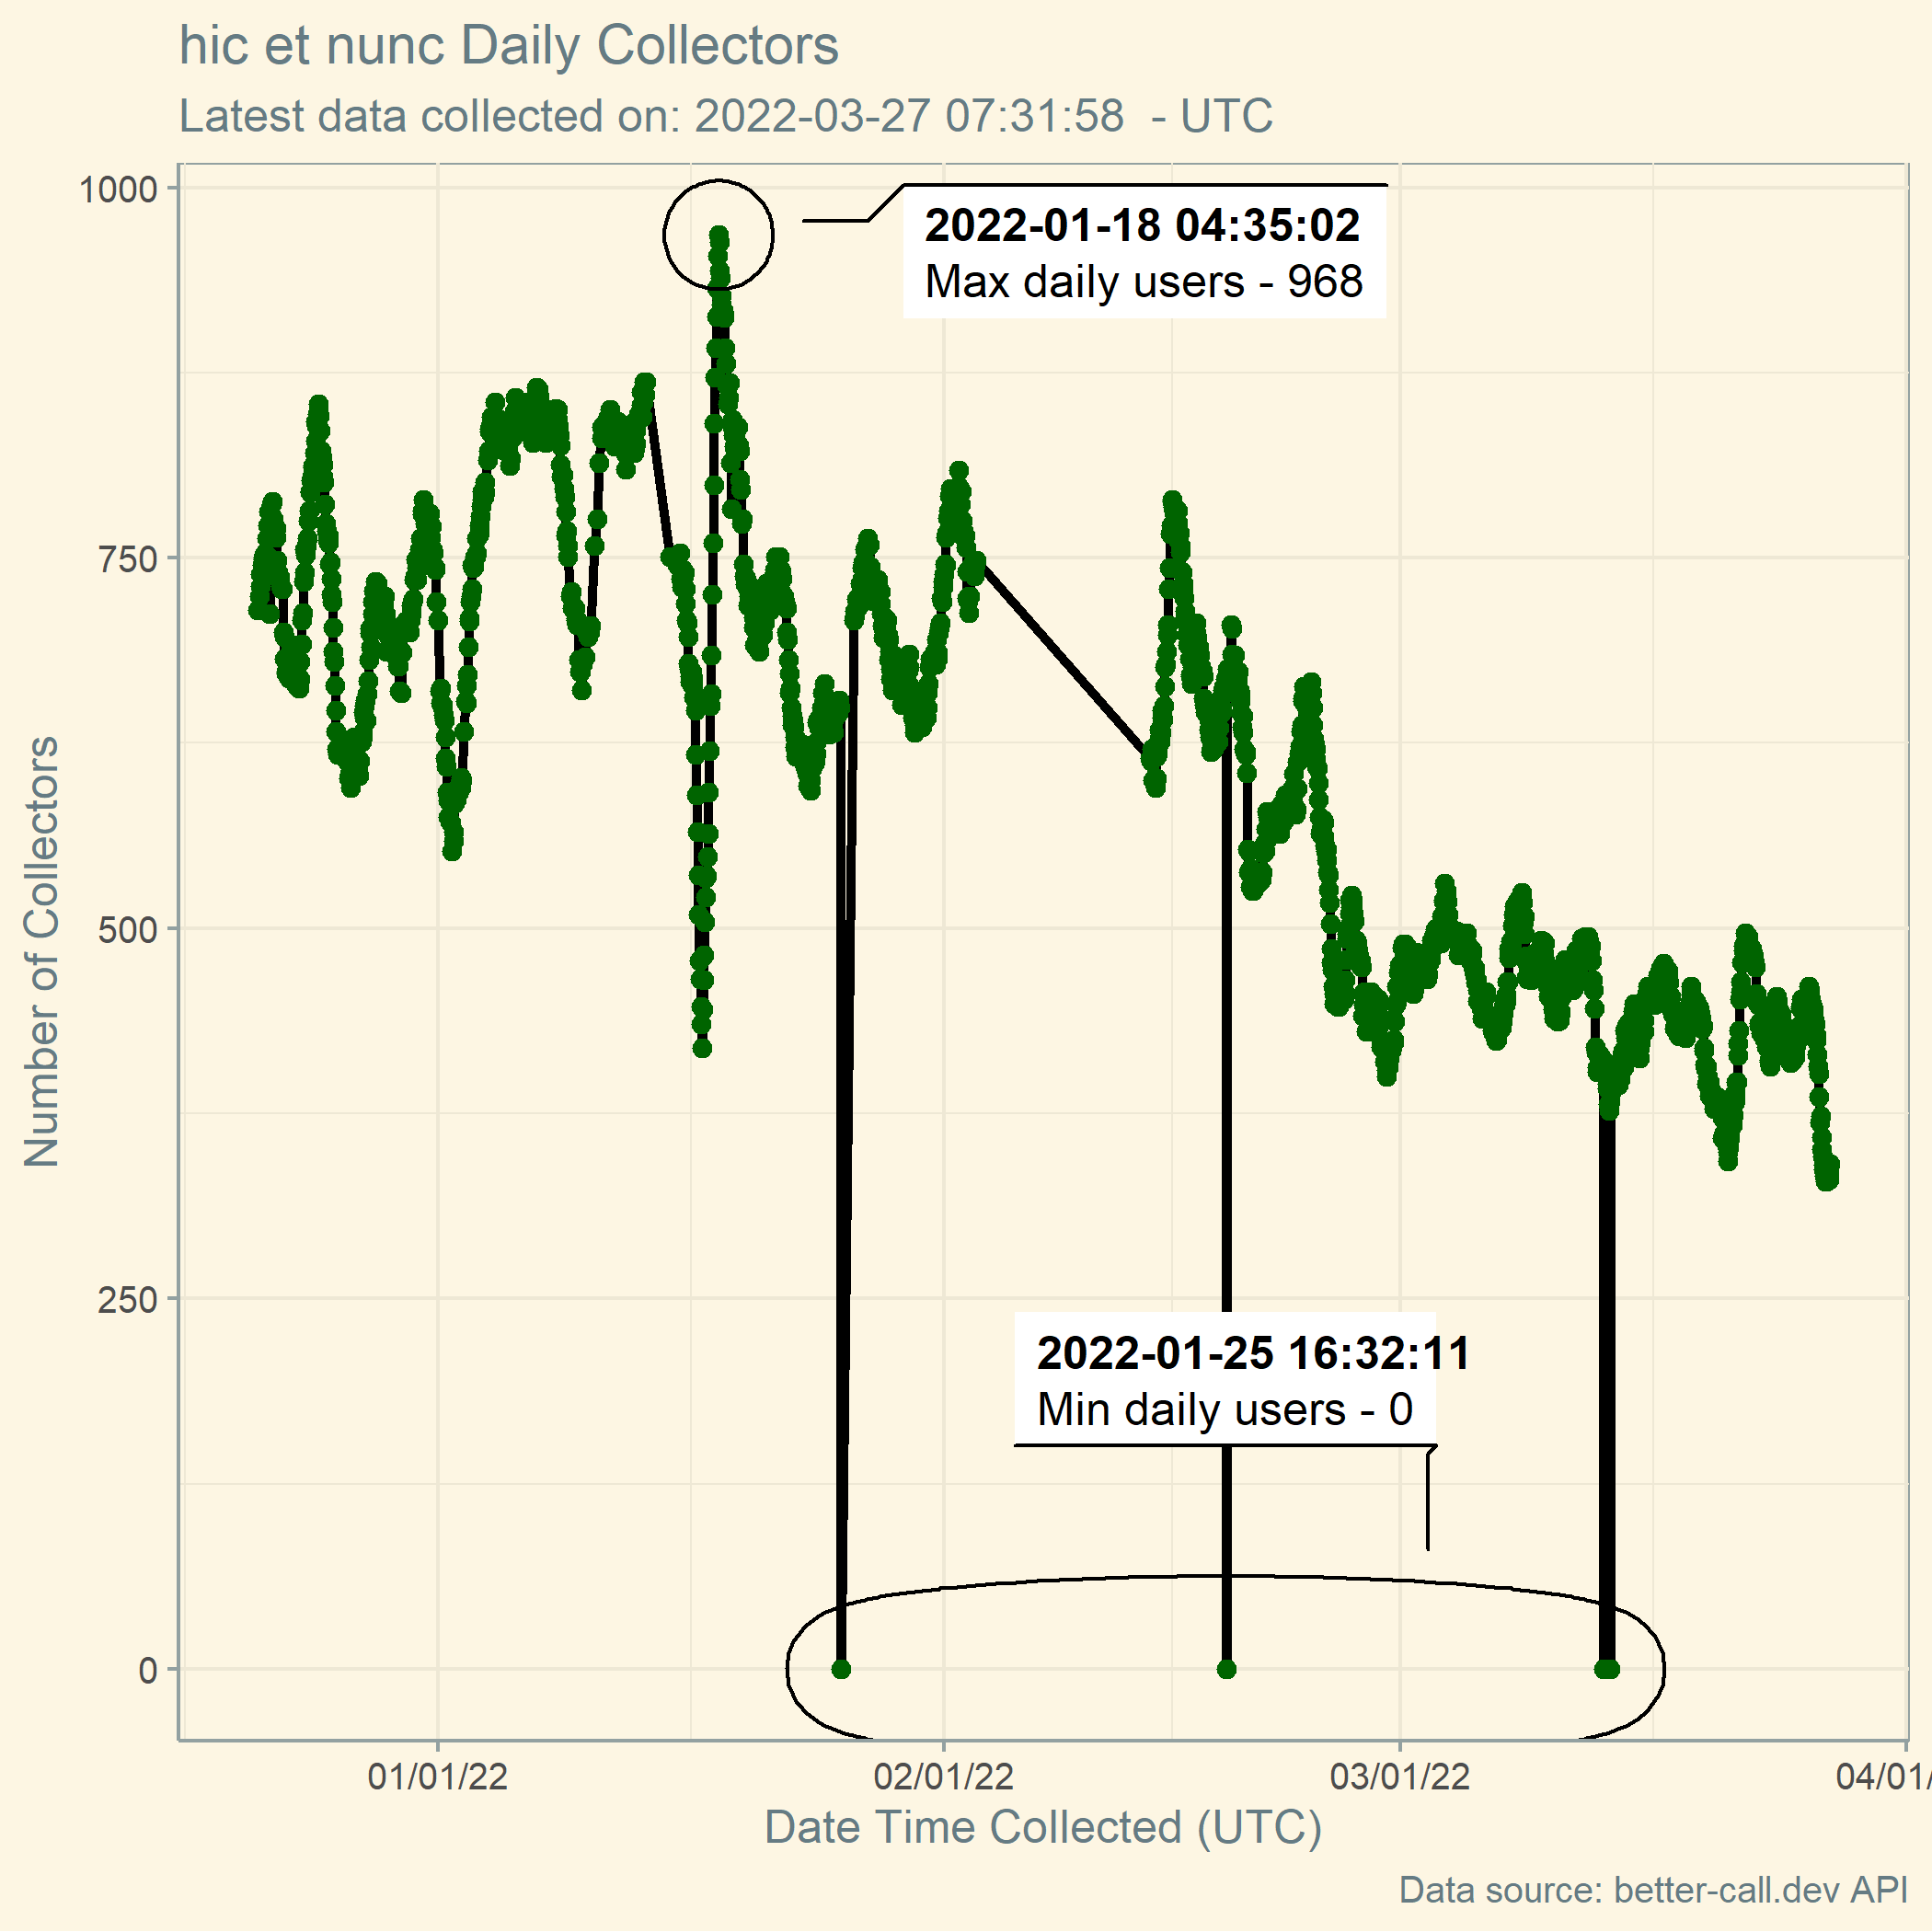 hic et nunc Daily Collectors
Latest data collected on: 2022-03-27 07:31:58  - UTC
1000
750
500
250
0
Number of Collectors
2022-01-18 04:35:02
Max daily users - 968
2022-01-25 16:32:11
Min daily users - 0
01/01/22
02/01/22
03/01/22
04/01/
Date Time Collected (UTC)
Data source: better-call.dev API